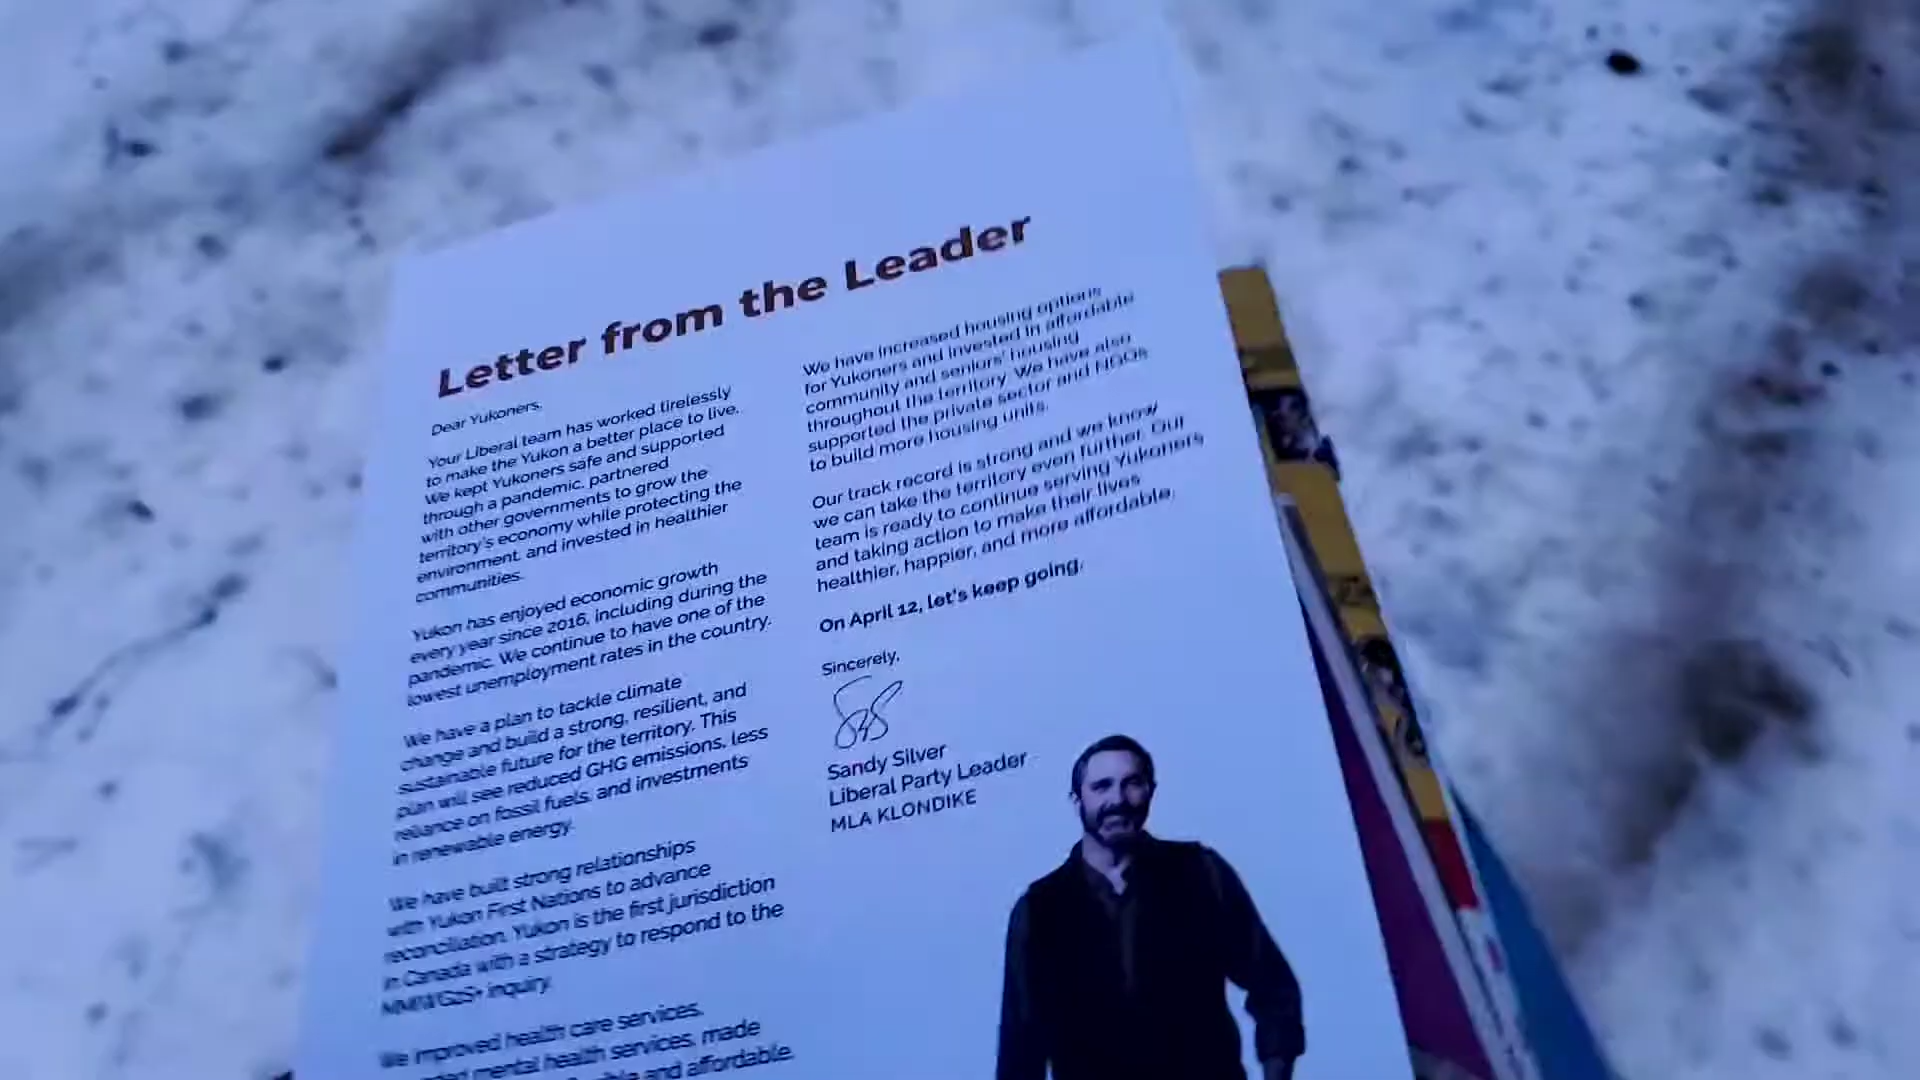 Letter from the Leader
Dear Yukoners,
Your Liberal team has worked tirelessly
to make the Yukon a better place to live.
We kept Yukoners safe and supported
through a pandemic, partnered
with other governments to grow the
territory's economy while protecting the
environment, and invested in healthier
communities.
Yukon has enjoyed economic growth
every year since 2016, including during the
pandemic. We continue to have one of the
lowest unemployment rates in the country.
We have a plan to tackle climate
change and build a strong, resilient, and
sustainable future for the territory. This
plan will see reduced GHG emissions, less
reliance on fossil fuels, and investments
in renewable energy.
We have built strong relationships
with Yukon First Nations to advance
reconciliation. Yukon is the first jurisdiction
in Canada with a strategy to respond to the
MMIWG2S+ inquiry.
We improved health care services,
mental health services, made
and affordable.
We have increased housing options
for Yukoners and invested in affordable
community and seniors' housing
throughout the territory. We have also
supported the private sector and NGOs
to build more housing units.
Our track record is strong and we know
we can take the territory even further. Our
team is ready to continue serving Yukoners
and taking action to make their lives
healthier, happier, and more affordable.
On April 12, let's keep going.
Sincerely,
Sandy Silver
Liberal Party Leader
MLA KLONDIKE